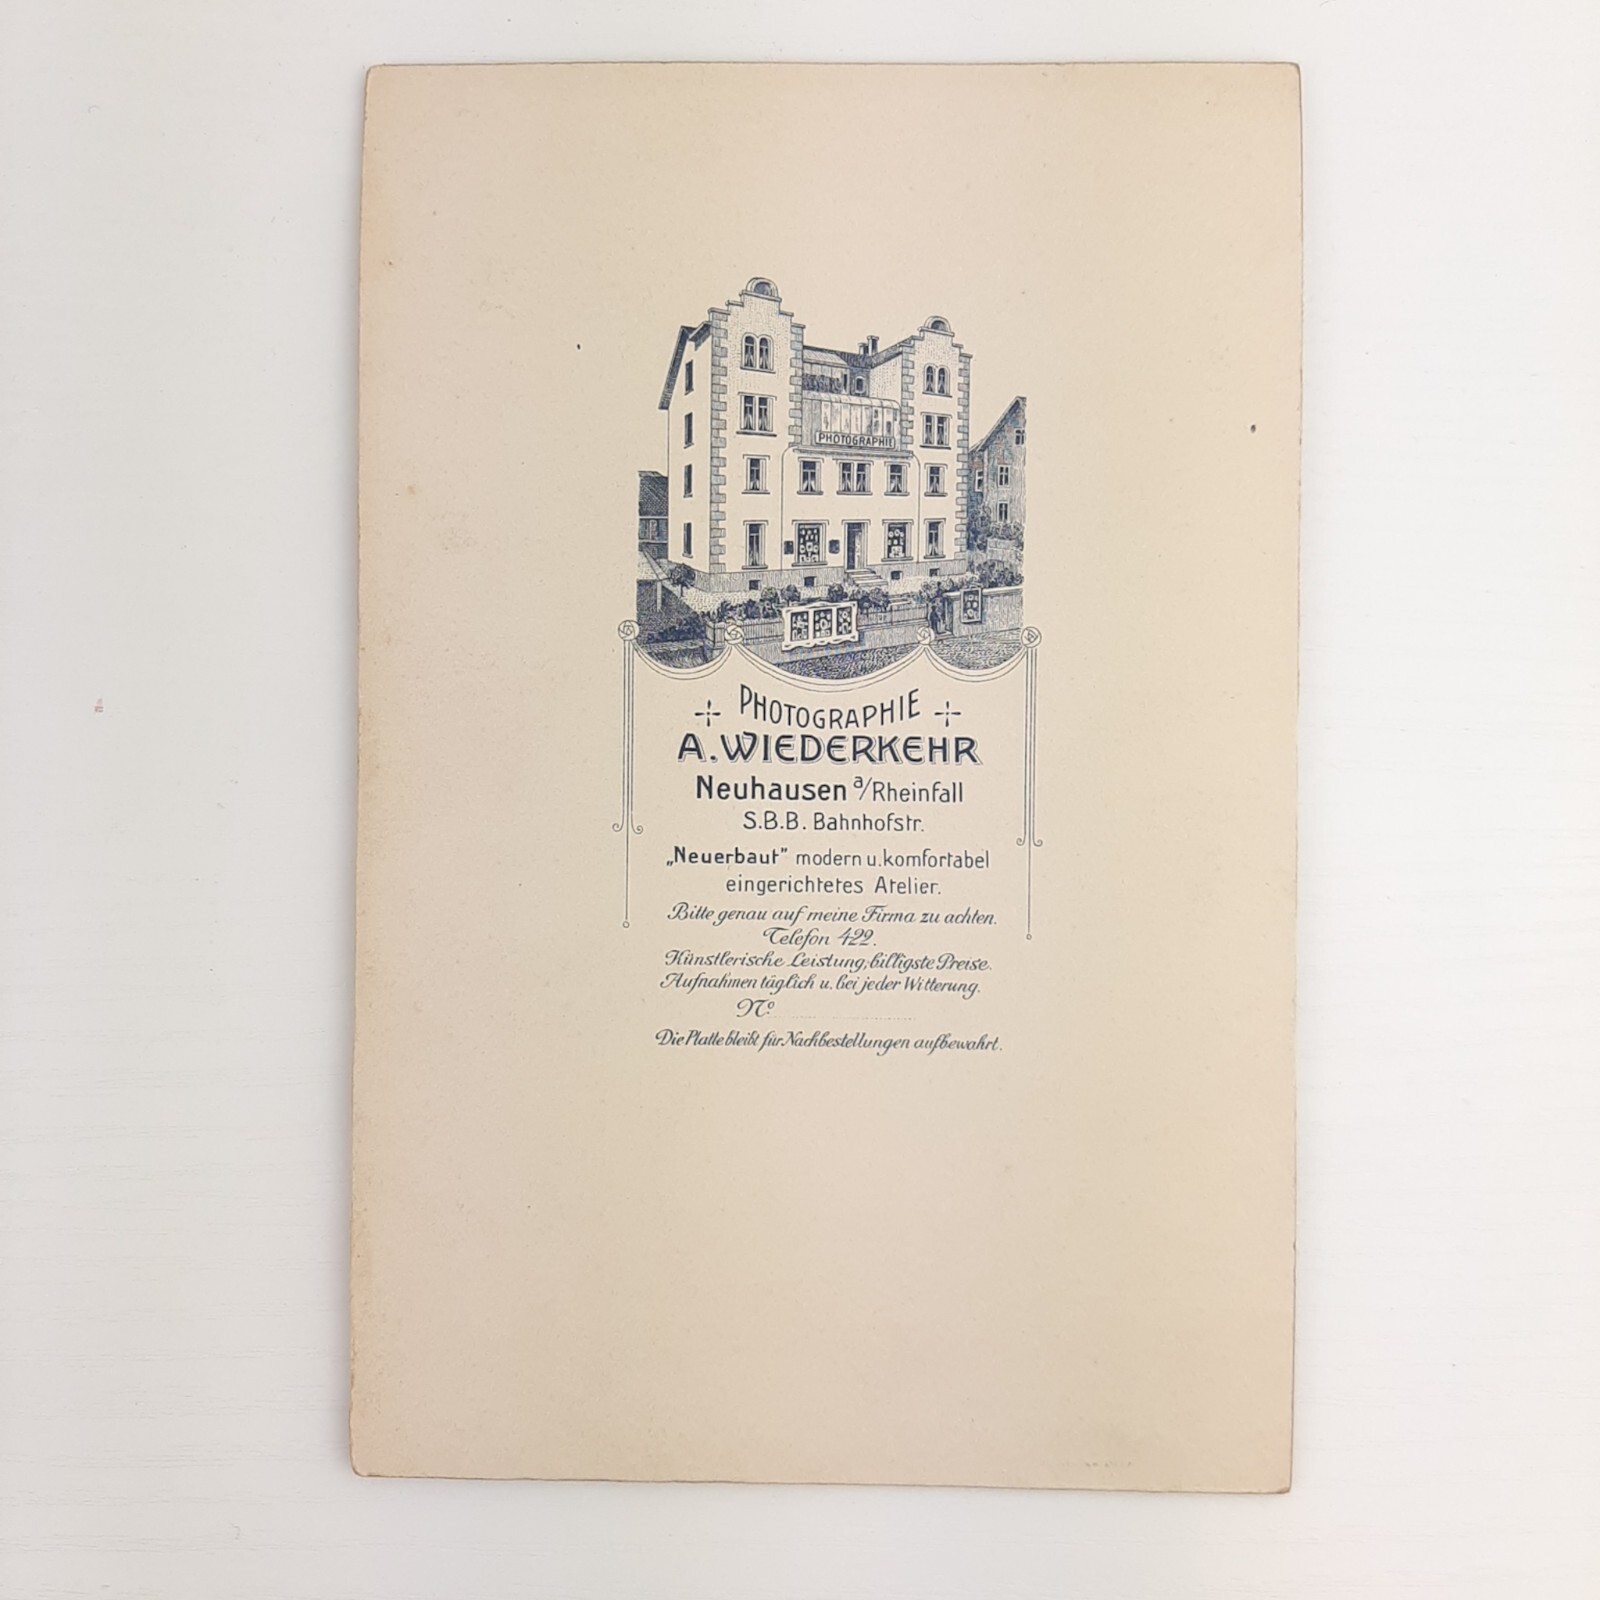 PHOTOGRAPHIE
PHOTOGRAPHIE
A. WIEDERKEHR
Neuhausen a/Rheinfall
S.B.B. Bahnhofstr.
„Neuerbaut" modern u. komfortabel
eingerichtetes Atelier.
Bitte genau auf meine Firma zu achten.
Telefon 422.
Künstlerische Leistung, billigste Preise.
Aufnahmen täglich u. bei jeder Witterung.
No.
Die Platte bleibt für Nachbestellungen aufbewahrt.